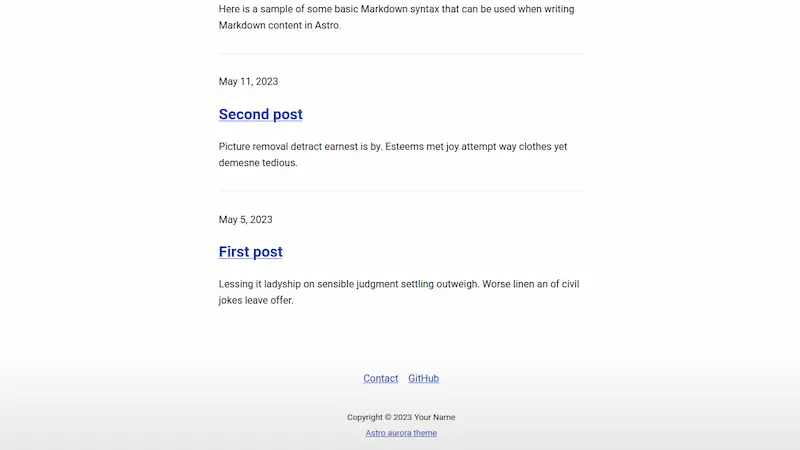 Here is a sample of some basic Markdown syntax that can be used when writing
Markdown content in Astro.
May 11, 2023
Second post
Picture removal detract earnest is by. Esteems met joy attempt way clothes yet
demesne tedious.
May 5, 2023
First post
Lessing it ladyship on sensible judgment settling outweigh. Worse linen an of civil
jokes leave offer.
Contact GitHub
Copyright © 2023 Your Name
Astro aurora theme